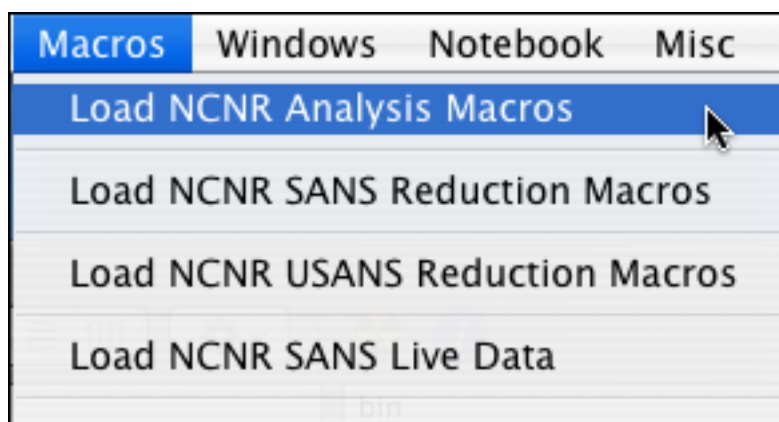 Macros Windows Notebook Misc
Load NCNR Analysis Macros
Load NCNR SANS Reduction Macros
Load NCNR USANS Reduction Macros
Load NCNR SANS Live Data
bin